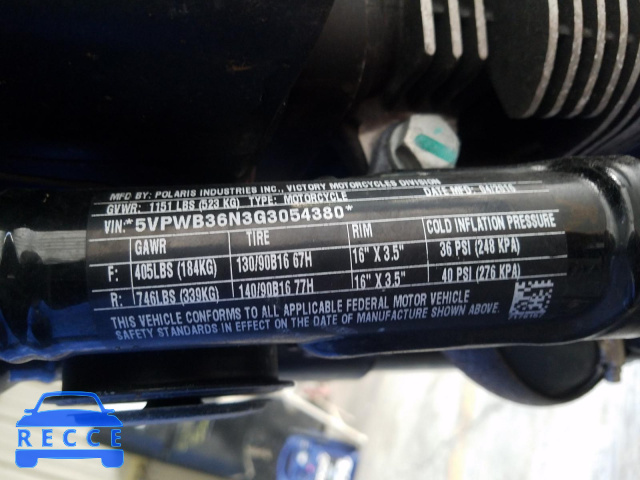 MFG BY: POLARIS INDUSTRIES INC., VICTORY MOTORCYCLES DIVISION
GVWR: 1151 LBS (523 KG) TYPE: MOTORCYCLE DATE MFD: 04/2016
VIN:*5VPWB36N3G3054380*
GAWR TIRE RIM COLD INFLATION PRESSURE
F: 405LBS (184KG) 130/90B16 67H 16" X 3.5" 36 PSI (248 KPA)
R: 746LBS (339KG) 140/90B16 77H 16" X 3.5" 40 PSI (276 KPA)
THIS VEHICLE CONFORMS TO ALL APPLICABLE FEDERAL MOTOR VEHICLE
SAFETY STANDARDS IN EFFECT ON THE DATE OF MANUFACTURE SHOWN ABOVE.
RECCE